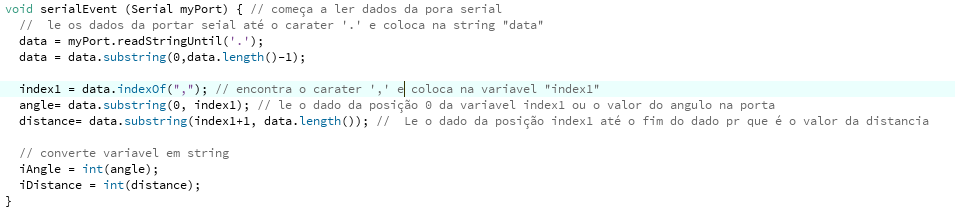 void serialEvent (Serial myPort) { // começa a ler dados da pora serial
// le os dados da portar seial até o carater '.' e coloca na string "data"
data = myPort.readStringUntil('.');
data = data.substring(0,data.length()-1);
index1 = data.indexOf(","); // encontra o carater ',' e coloca na variavel "index1"
angle= data.substring(0, index1); // le o dado da posição 0 da variavel index1 ou o valor do angulo na porta
distance= data.substring(index1+1, data.length()); // Le o dado da posição index1 até o fim do dado pr que é o valor da distancia
// converte variavel em string
iAngle = int(angle);
iDistance = int(distance);
}